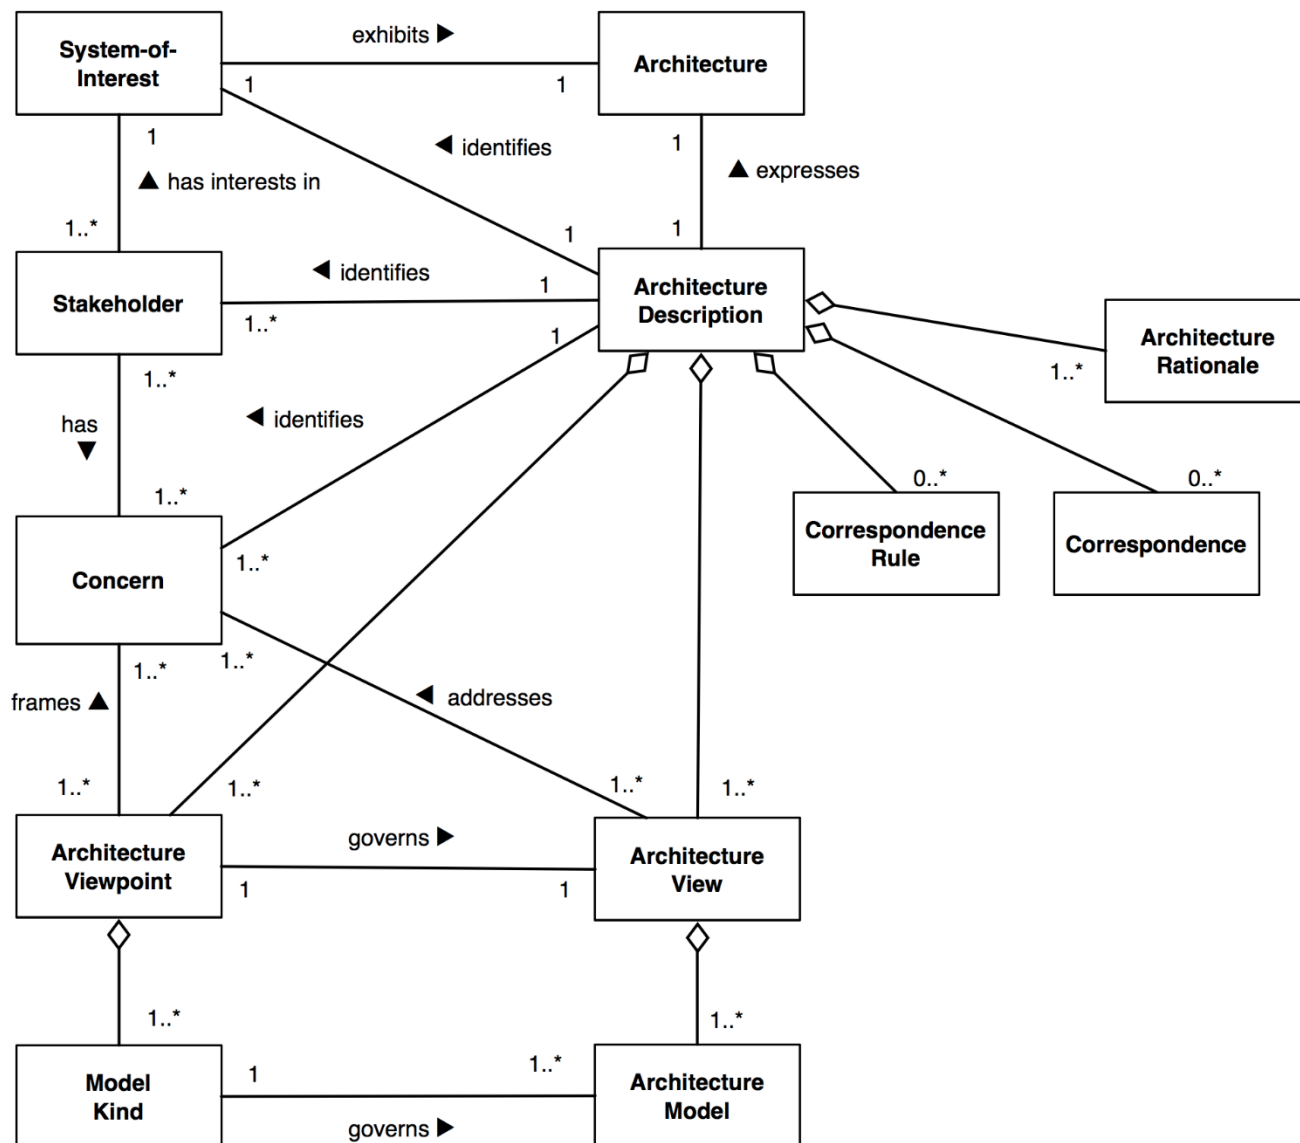 System-of-
Interest
exhibits ▶
Architecture
1
1
1
◀ identifies
1
▲ has interests in
▲ expresses
1..*
1
1
Stakeholder
◀ identifies
1
1..*
Architecture
Description
1
1..*
Architecture
Rationale
1..*
has
▼
◀ identifies
1..*
1..*
0..*
0..*
Concern
Correspondence
Rule
Correspondence
1..*
1..*
frames ▲
◀ addresses
1..*
1..*
1..*
1..*
Architecture
Viewpoint
governs ▶
1
1
Architecture
View
1..*
1..*
Model
Kind
1
1..*
governs ▶
Architecture
Model